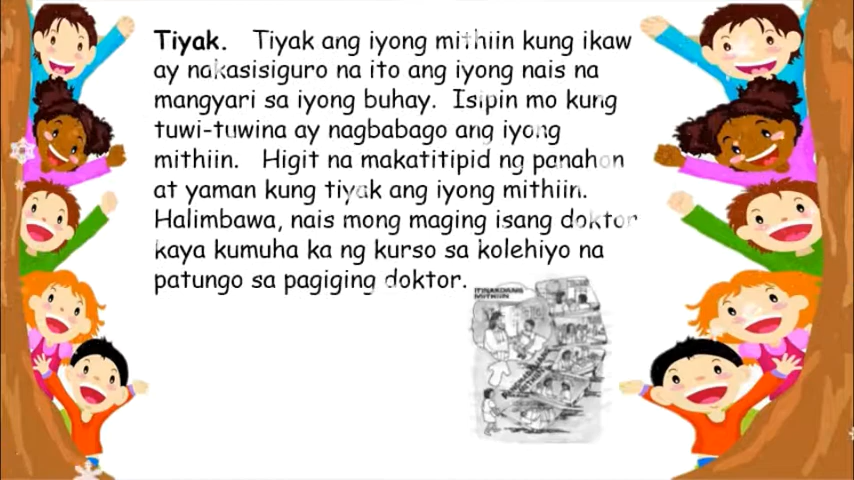 Tiyak. Tiyak ang iyong mithiin kung ikaw
ay nakasisiguro na ito ang iyong nais na
mangyari sa iyong buhay. Isipin mo kung
tuwi-tuwina ay nagbabago ang iyong
mithiin. Higit na makatitipid ng panahon
at yaman kung tiyak ang iyong mithiin.
Halimbawa, nais mong maging isang doktor
kaya kumuha ka ng kurso sa kolehiyo na
patungo sa pagiging doktor.
ITINAKDANG
MITHIIN